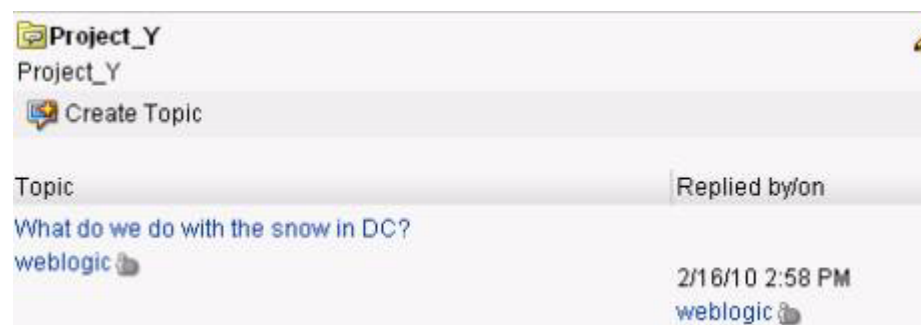 Project_Y
Project_Y
Create Topic
Topic Replied by/on
What do we do with the snow in DC?
weblogic
2/16/10 2:58 PM
weblogic